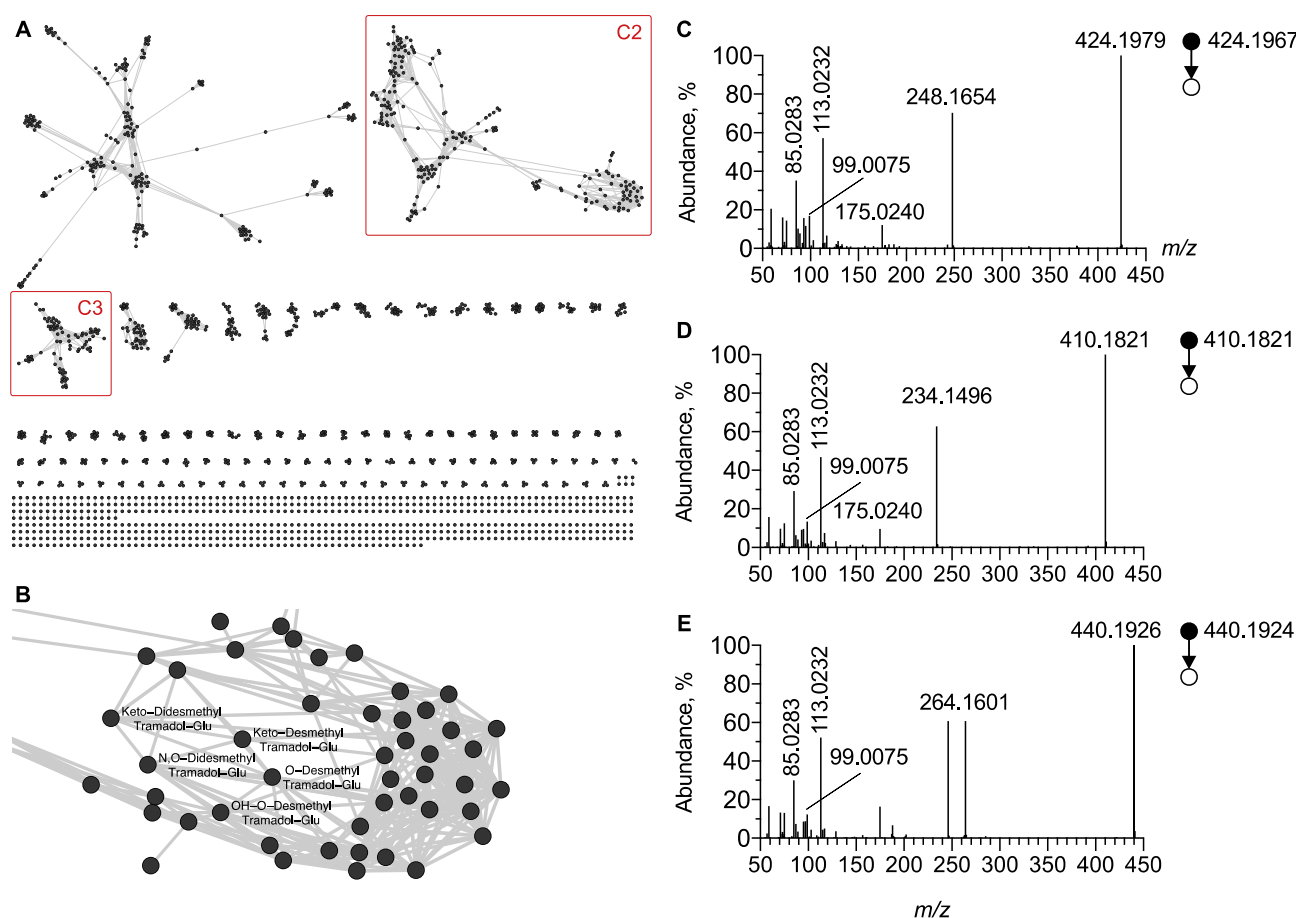 A
C2
C3
B
Keto–Didesmethyl
Tramadol–Glu
Keto–Desmethyl
Tramadol–Glu
N,O–Didesmethyl
Tramadol–Glu
O–Desmethyl
Tramadol–Glu
OH–O–Desmethyl
Tramadol–Glu
C
424.1979
424.1967
100
80
60
40
20
0
Abundance, %
85.0283
113.0232
248.1654
99.0075
175.0240
m/z
50 100 150 200 250 300 350 400 450
D
410.1821
410.1821
100
80
60
40
20
0
Abundance, %
85.0283
113.0232
234.1496
99.0075
175.0240
50 100 150 200 250 300 350 400 450
E
440.1926
440.1924
100
80
60
40
20
0
Abundance, %
85.0283
113.0232
264.1601
99.0075
50 100 150 200 250 300 350 400 450
m/z